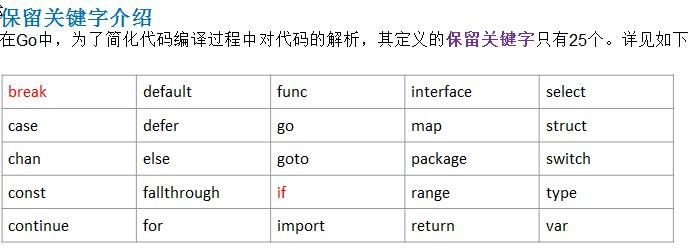 保留关键字介绍
在Go中，为了简化代码编译过程中对代码的解析，其定义的保留关键字只有25个。详见如下
break default func interface select
case defer go map struct
chan else goto package switch
const fallthrough if range type
continue for import return var